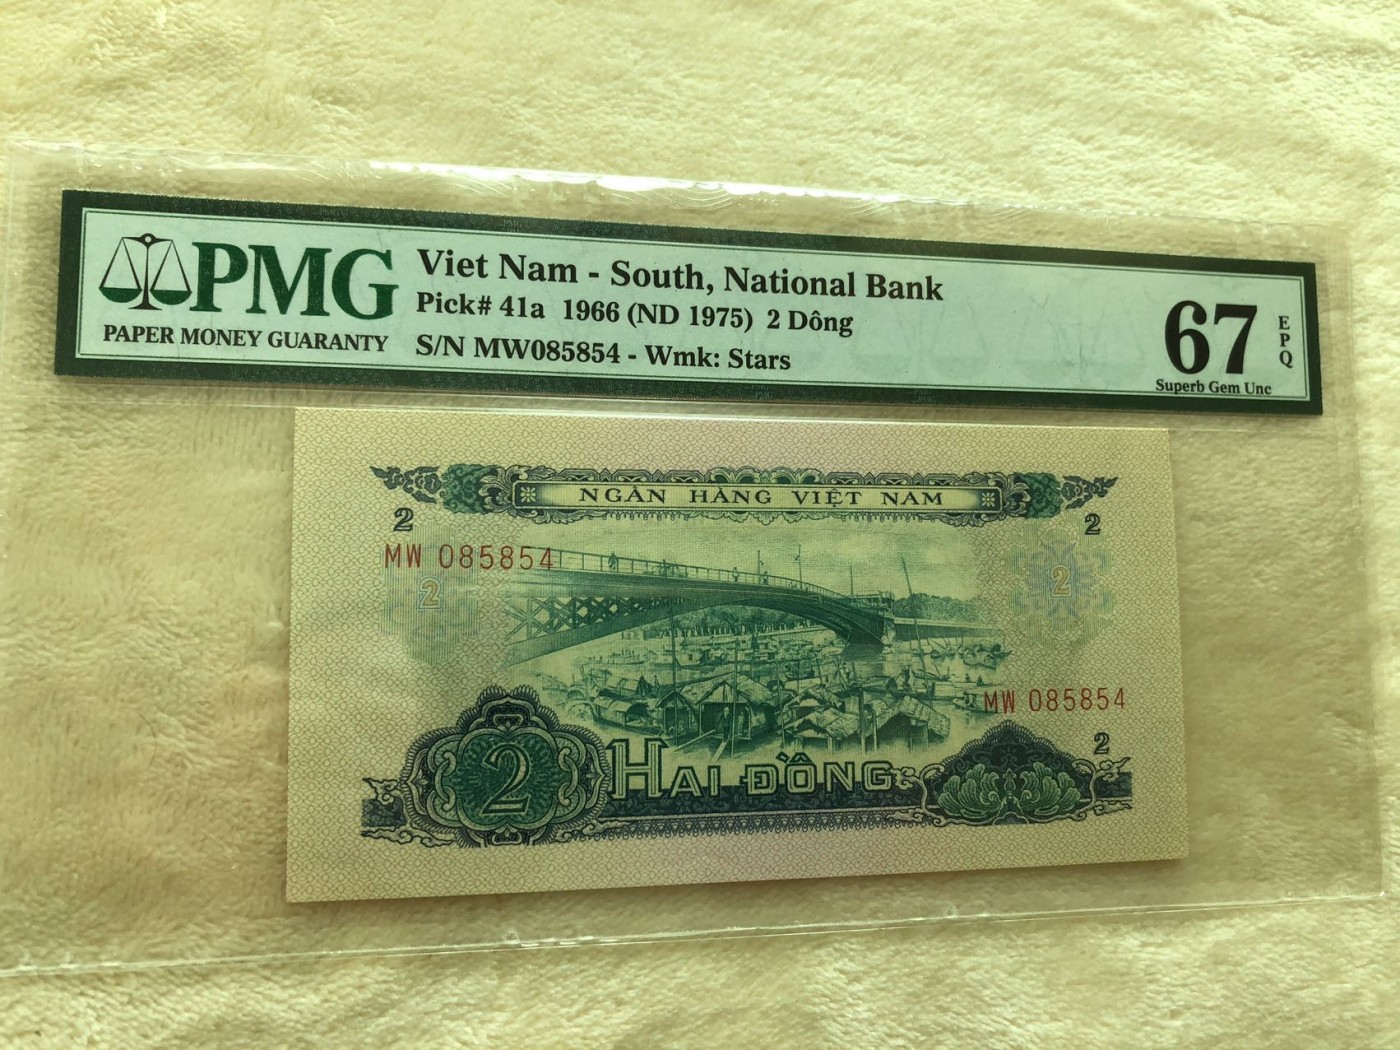 PMG
PAPER MONEY GUARANTY
Viet Nam - South, National Bank
Pick# 41a 1966 (ND 1975) 2 Dông
S/N MW085854 - Wmk: Stars
67
EPQ
Superb Gem Unc
NGÂN HÀNG VIỆT NAM
2
2
MW 085854
2
2
MW 085854
2
2
HAI ĐỒNG